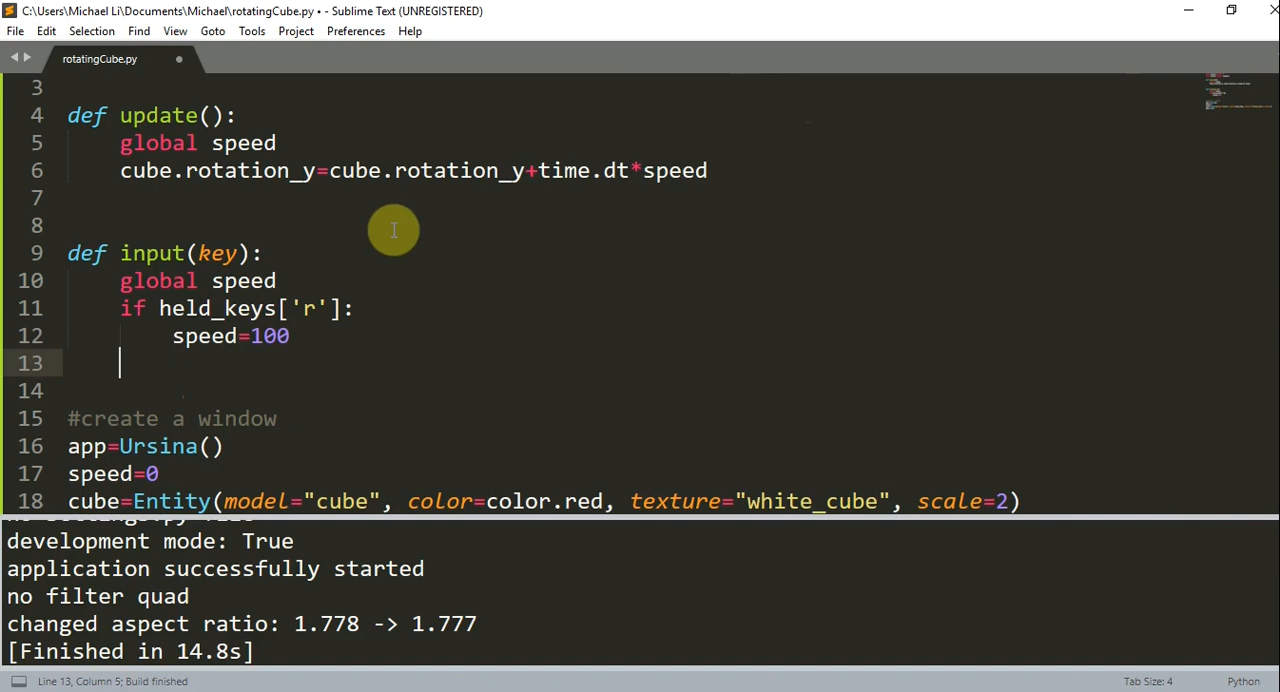 C:\Users\Michael Li\Documents\Michael\rotatingCube.py • - Sublime Text (UNREGISTERED)
File Edit Selection Find View Goto Tools Project Preferences Help
rotatingCube.py
3
4 def update():
5 global speed
6 cube.rotation_y=cube.rotation_y+time.dt*speed
7
8
9 def input(key):
10 global speed
11 if held_keys['r']:
12 speed=100
13
14
15 #create a window
16 app=Ursina()
17 speed=0
18 cube=Entity(model="cube", color=color.red, texture="white_cube", scale=2)
development mode: True
application successfully started
no filter quad
changed aspect ratio: 1.778 -> 1.777
[Finished in 14.8s]
Line 13, Column 5; Build finished Tab Size: 4 Python